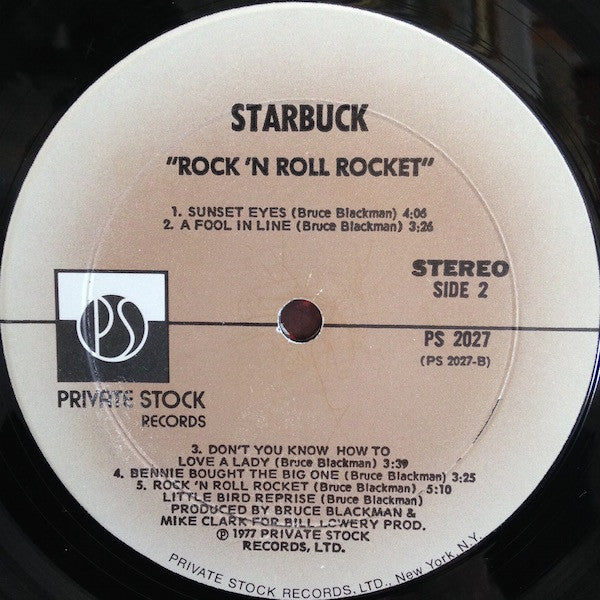 STARBUCK
"ROCK 'N ROLL ROCKET"
1. SUNSET EYES (Bruce Blackman) 4:06
2. A FOOL IN LINE (Bruce Blackman) 3:26
STEREO
SIDE 2
PS
PS 2027
(PS 2027-B)
PRIVATE STOCK
RECORDS
3. DON'T YOU KNOW HOW TO
LOVE A LADY (Bruce Blackman) 3:39
4. BENNIE BOUGHT THE BIG ONE (Bruce Blackman) 3:25
5. ROCK 'N ROLL ROCKET (Bruce Blackman) 5:10
LITTLE BIRD REPRISE (Bruce Blackman)
PRODUCED BY BRUCE BLACKMAN &
MIKE CLARK FOR BILL LOWERY PROD.
℗ 1977 PRIVATE STOCK
RECORDS, LTD.
PRIVATE STOCK RECORDS, LTD., New York, N.Y.